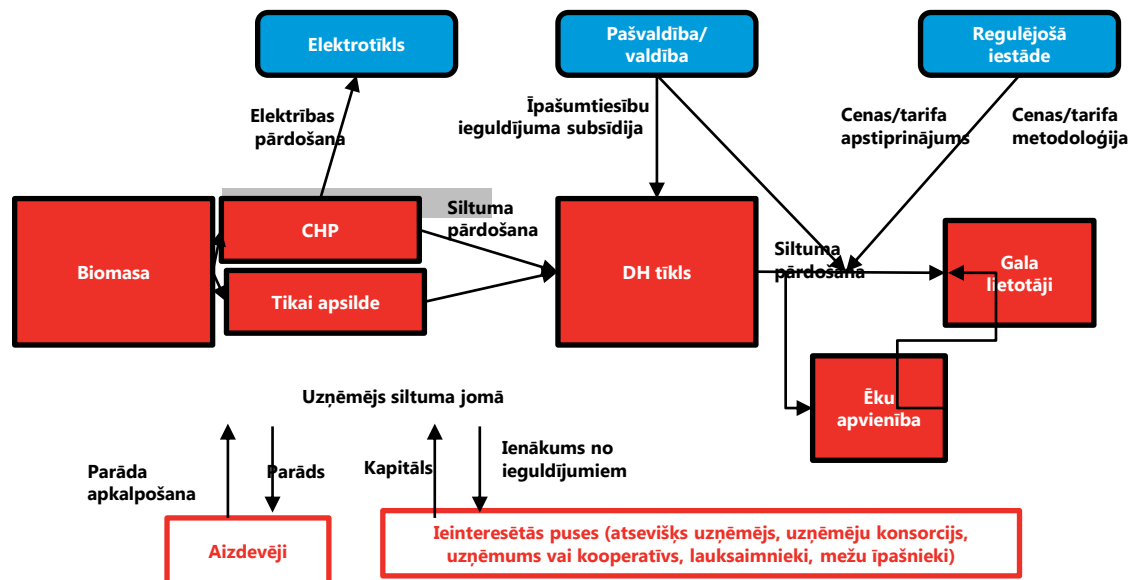 Elektrotīkls
Pašvaldība/
valdība
Regulējošā
iestāde
Elektrības
pārdošana
Īpašumtiesību
ieguldījuma subsīdija
Cenas/tarifa
apstiprinājums
Cenas/tarifa
metodoloģija
Biomasa
CHP
Tikai apsilde
Siltuma
pārdošana
DH tīkls
Siltuma
pārdošana
Gala
lietotāji
Ēku
apvienība
Uzņēmējs siltuma jomā
Parāda
apkalpošana
Parāds
Kapitāls
Ienākums no
ieguldījumiem
Aizdevēji
Ieinteresētās puses (atsevišķs uzņēmējs, uzņēmēju konsorcijs,
uzņēmums vai kooperatīvs, lauksaimnieki, mežu īpašnieki)